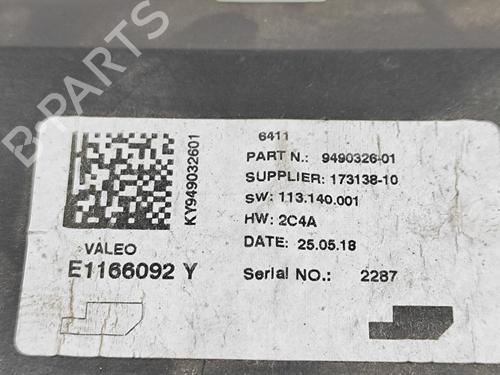 B-PARTS
KY949032601
VALEO
E1166092 Y
6411
PART N.: 9490326-01
SUPPLIER: 173138-10
SW: 113.140.001
HW: 2C4A
DATE: 25.05.18
Serial NO.: 2287